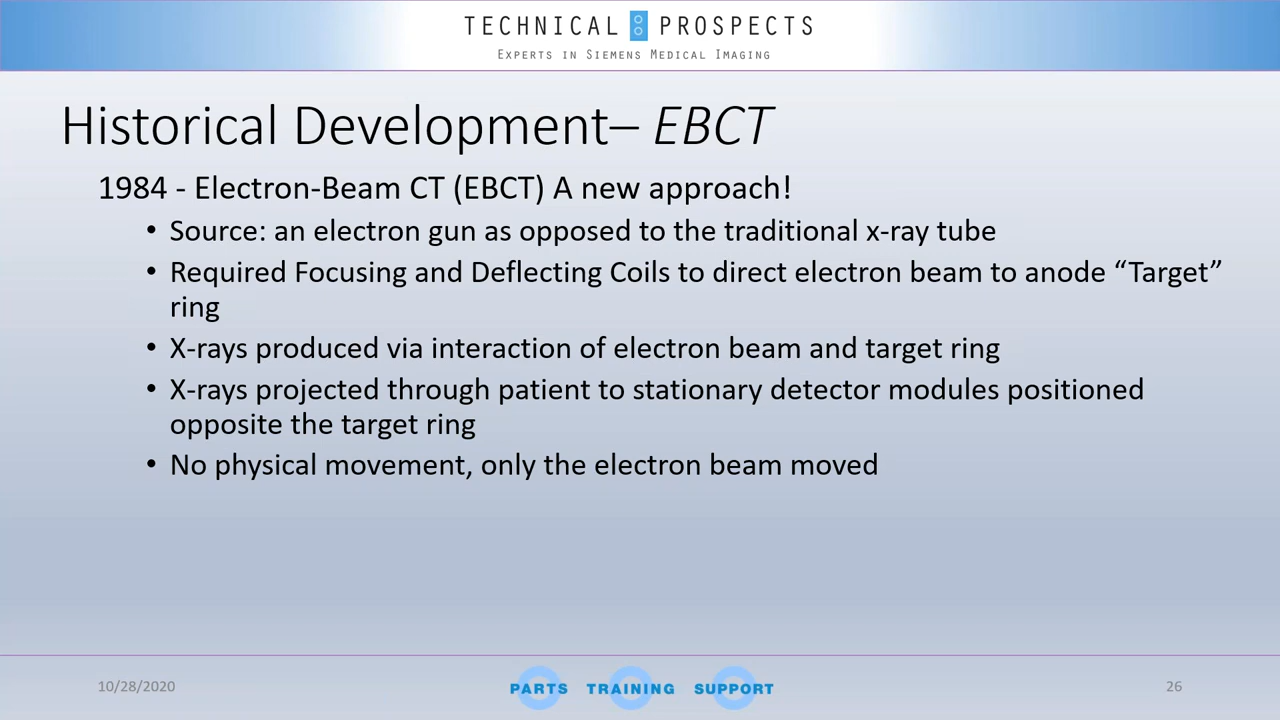 TECHNICAL PROSPECTS
EXPERTS IN SIEMENS MEDICAL IMAGING
Historical Development– EBCT
1984 - Electron-Beam CT (EBCT) A new approach!
• Source: an electron gun as opposed to the traditional x-ray tube
• Required Focusing and Deflecting Coils to direct electron beam to anode “Target”
ring
• X-rays produced via interaction of electron beam and target ring
• X-rays projected through patient to stationary detector modules positioned
opposite the target ring
• No physical movement, only the electron beam moved
10/28/2020
PARTS TRAINING SUPPORT
26